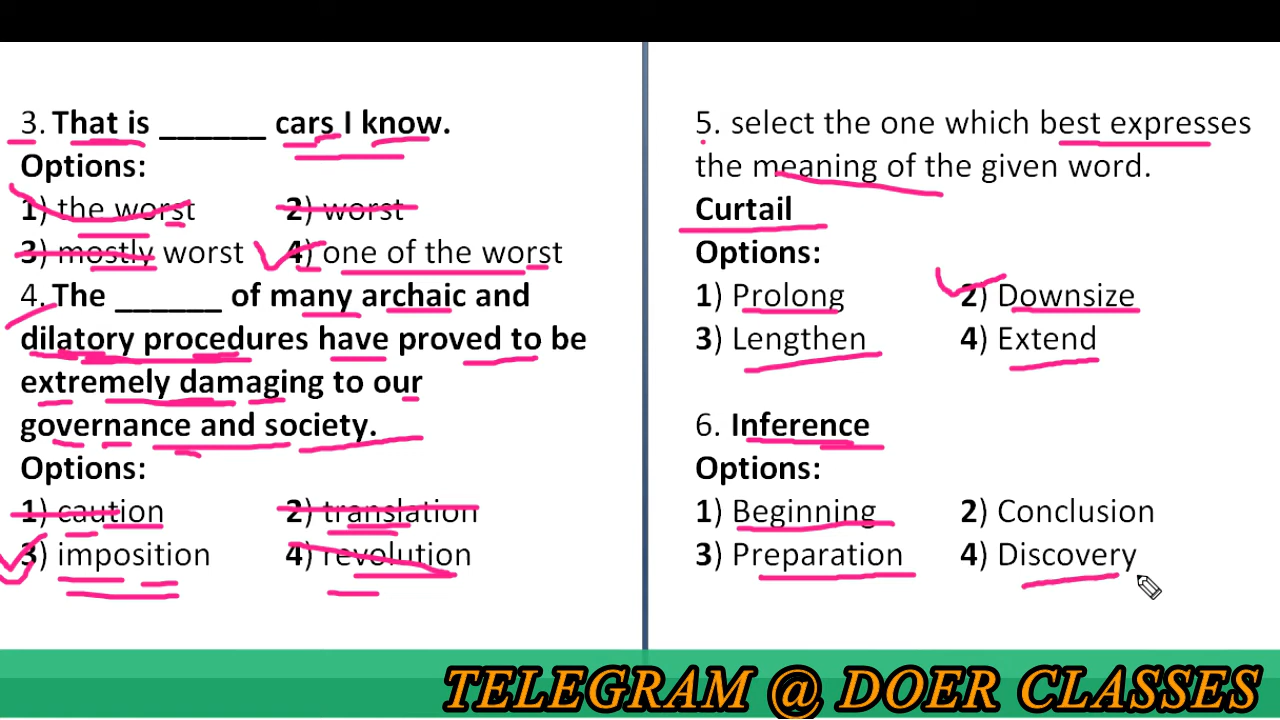 3. That is ______ cars I know.
Options:
1) the worst 2) worst
3) mostly worst 4) one of the worst
4. The ______ of many archaic and
dilatory procedures have proved to be
extremely damaging to our
governance and society.
Options:
1) caution 2) translation
3) imposition 4) revolution
5. select the one which best expresses
the meaning of the given word.
Curtail
Options:
1) Prolong 2) Downsize
3) Lengthen 4) Extend
6. Inference
Options:
1) Beginning 2) Conclusion
3) Preparation 4) Discovery
TELEGRAM @ DOER CLASSES